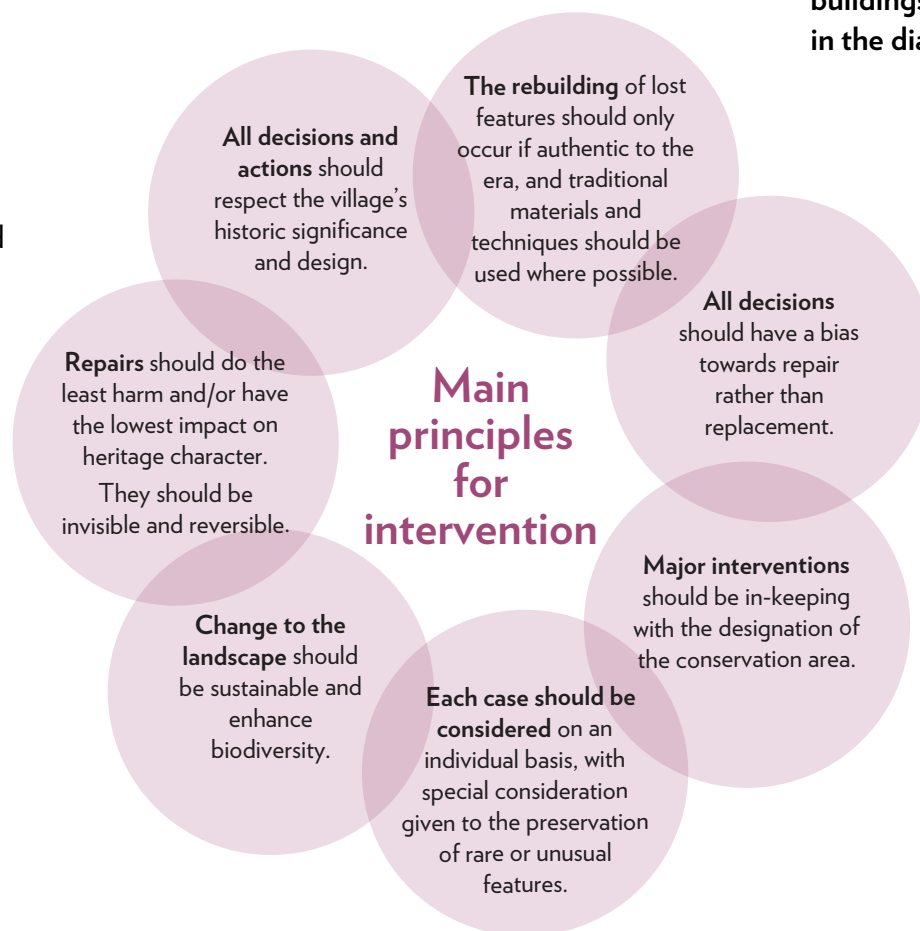 buildings
in the dia
All decisions and
actions should
respect the village's
historic significance
and design.
The rebuilding of lost
features should only
occur if authentic to the
era, and traditional
materials and
techniques should be
used where possible.
All decisions
should have a bias
towards repair
rather than
replacement.
Major interventions
should be in-keeping
with the designation of
the conservation area.
Each case should be
considered on an
individual basis, with
special consideration
given to the preservation
of rare or unusual
features.
Change to the
landscape should
be sustainable and
enhance
biodiversity.
Repairs should do the
least harm and/or have
the lowest impact on
heritage character.
They should be
invisible and reversible.
Main
principles
for
intervention